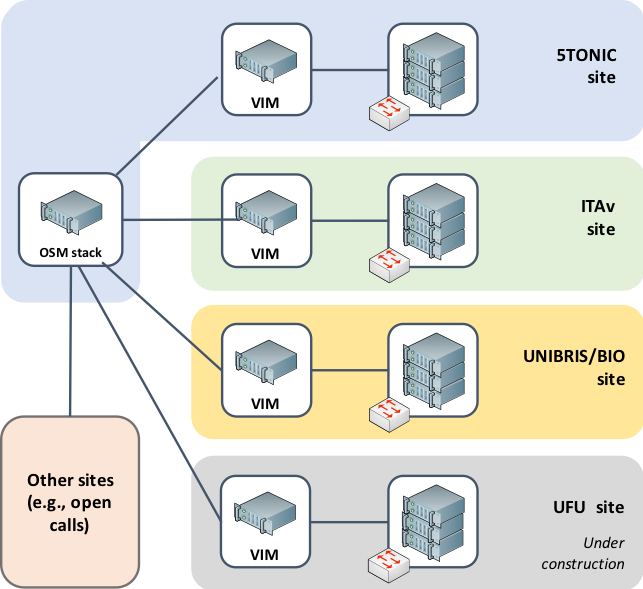 5TONIC
site
VIM
OSM stack
ITAv
site
VIM
UNIBRIS/BIO
site
VIM
Other sites
(e.g., open
calls)
UFU site
Under
construction
VIM